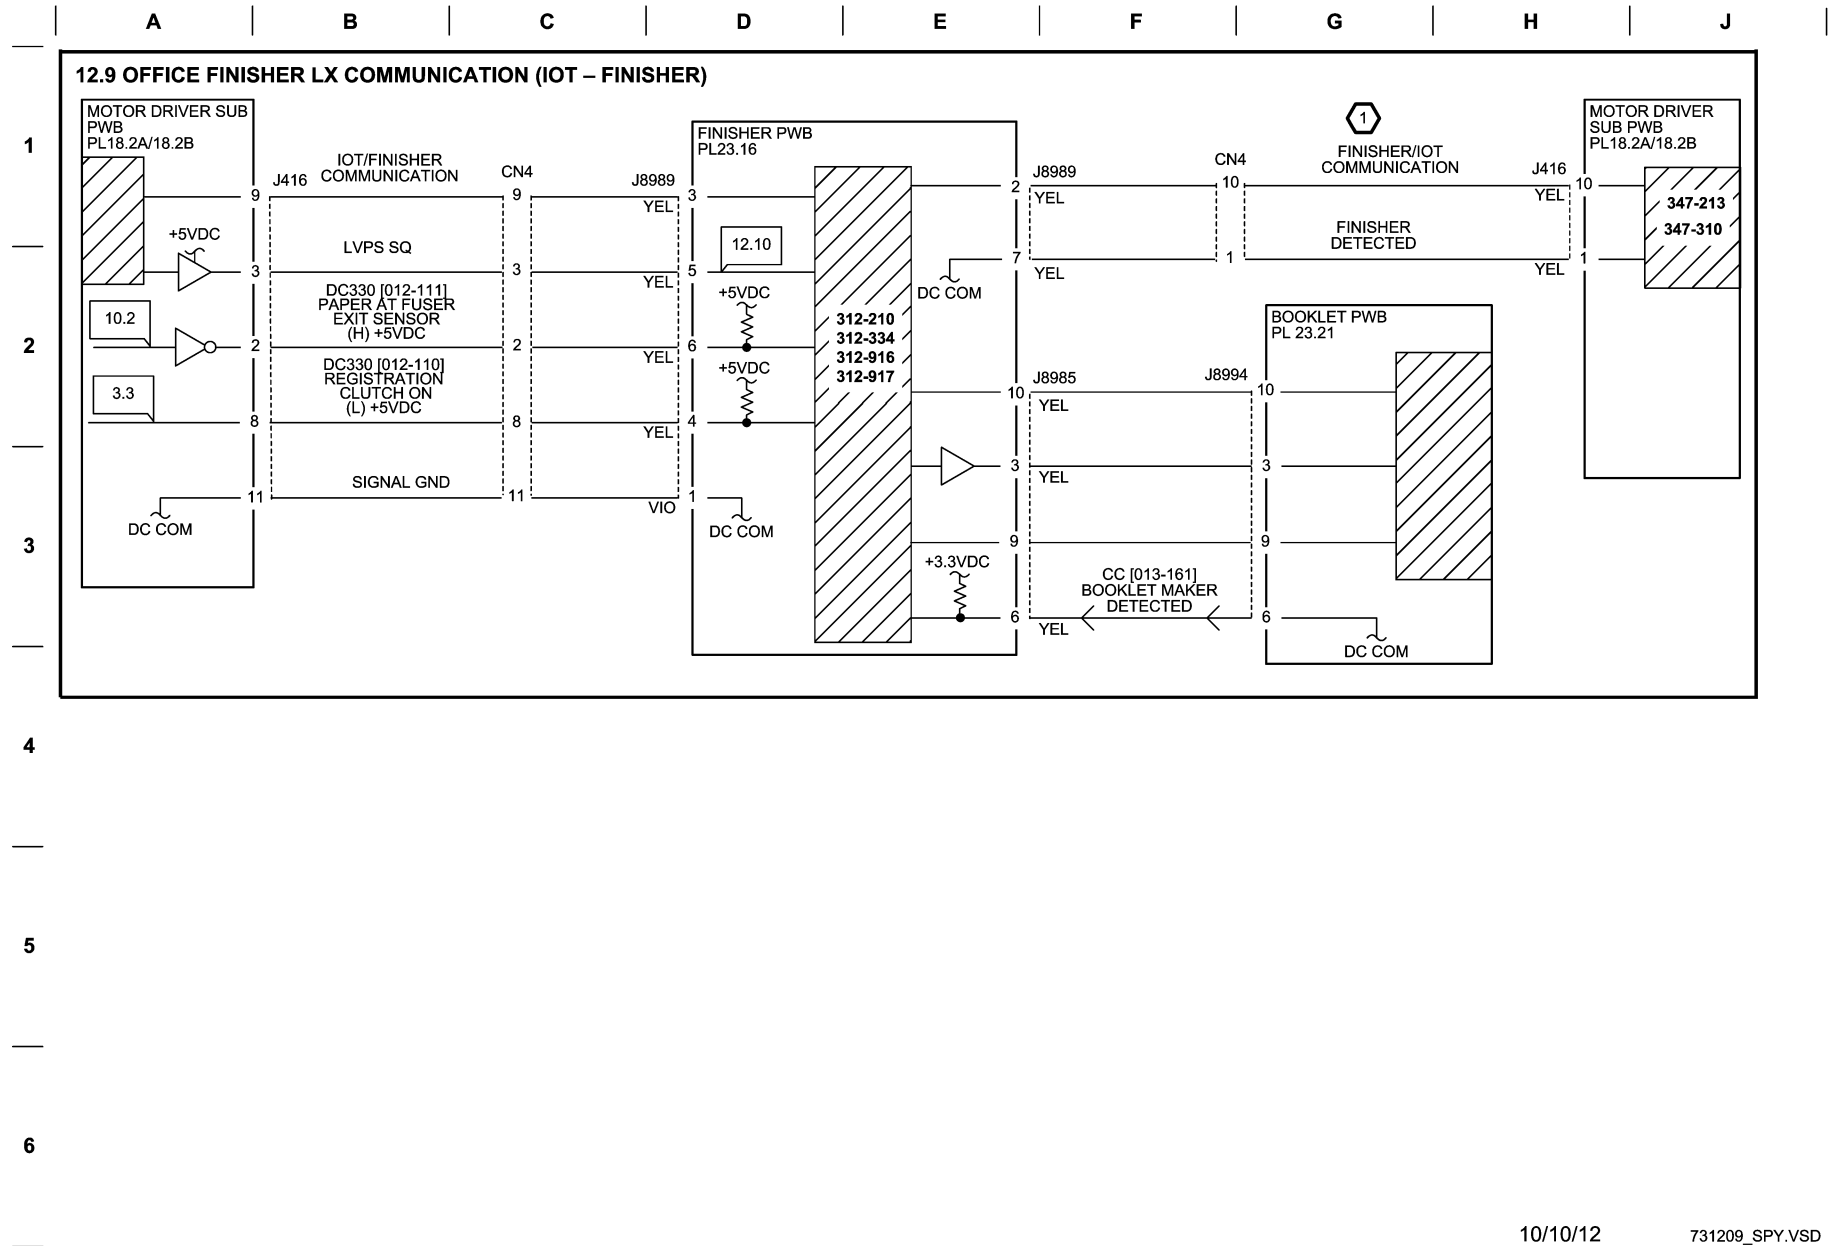 A B C D E F G H J
12.9 OFFICE FINISHER LX COMMUNICATION (IOT – FINISHER)
1
2
3
4
5
6
MOTOR DRIVER SUB
PWB
PL18.2A/18.2B
+5VDC
10.2
3.3
DC COM
9
3
2
8
11
J416
IOT/FINISHER
COMMUNICATION
LVPS SQ
DC330 [012-111]
PAPER AT FUSER
EXIT SENSOR
(H) +5VDC
DC330 [012-110]
REGISTRATION
CLUTCH ON
(L) +5VDC
SIGNAL GND
CN4
9
3
2
8
11
J8989
YEL
YEL
YEL
YEL
VIO
3
5
6
4
1
FINISHER PWB
PL23.16
12.10
+5VDC
+5VDC
DC COM
312-210
312-334
312-916
312-917
DC COM
+3.3VDC
2
7
10
3
9
6
J8989
YEL
YEL
J8985
YEL
YEL
YEL
CN4
10
1
1
FINISHER/IOT
COMMUNICATION
FINISHER
DETECTED
J416
YEL
YEL
10
1
MOTOR DRIVER
SUB PWB
PL18.2A/18.2B
347-213
347-310
CC [013-161]
BOOKLET MAKER
DETECTED
J8994
10
3
9
6
BOOKLET PWB
PL 23.21
DC COM
10/10/12
731209_SPY.VSD